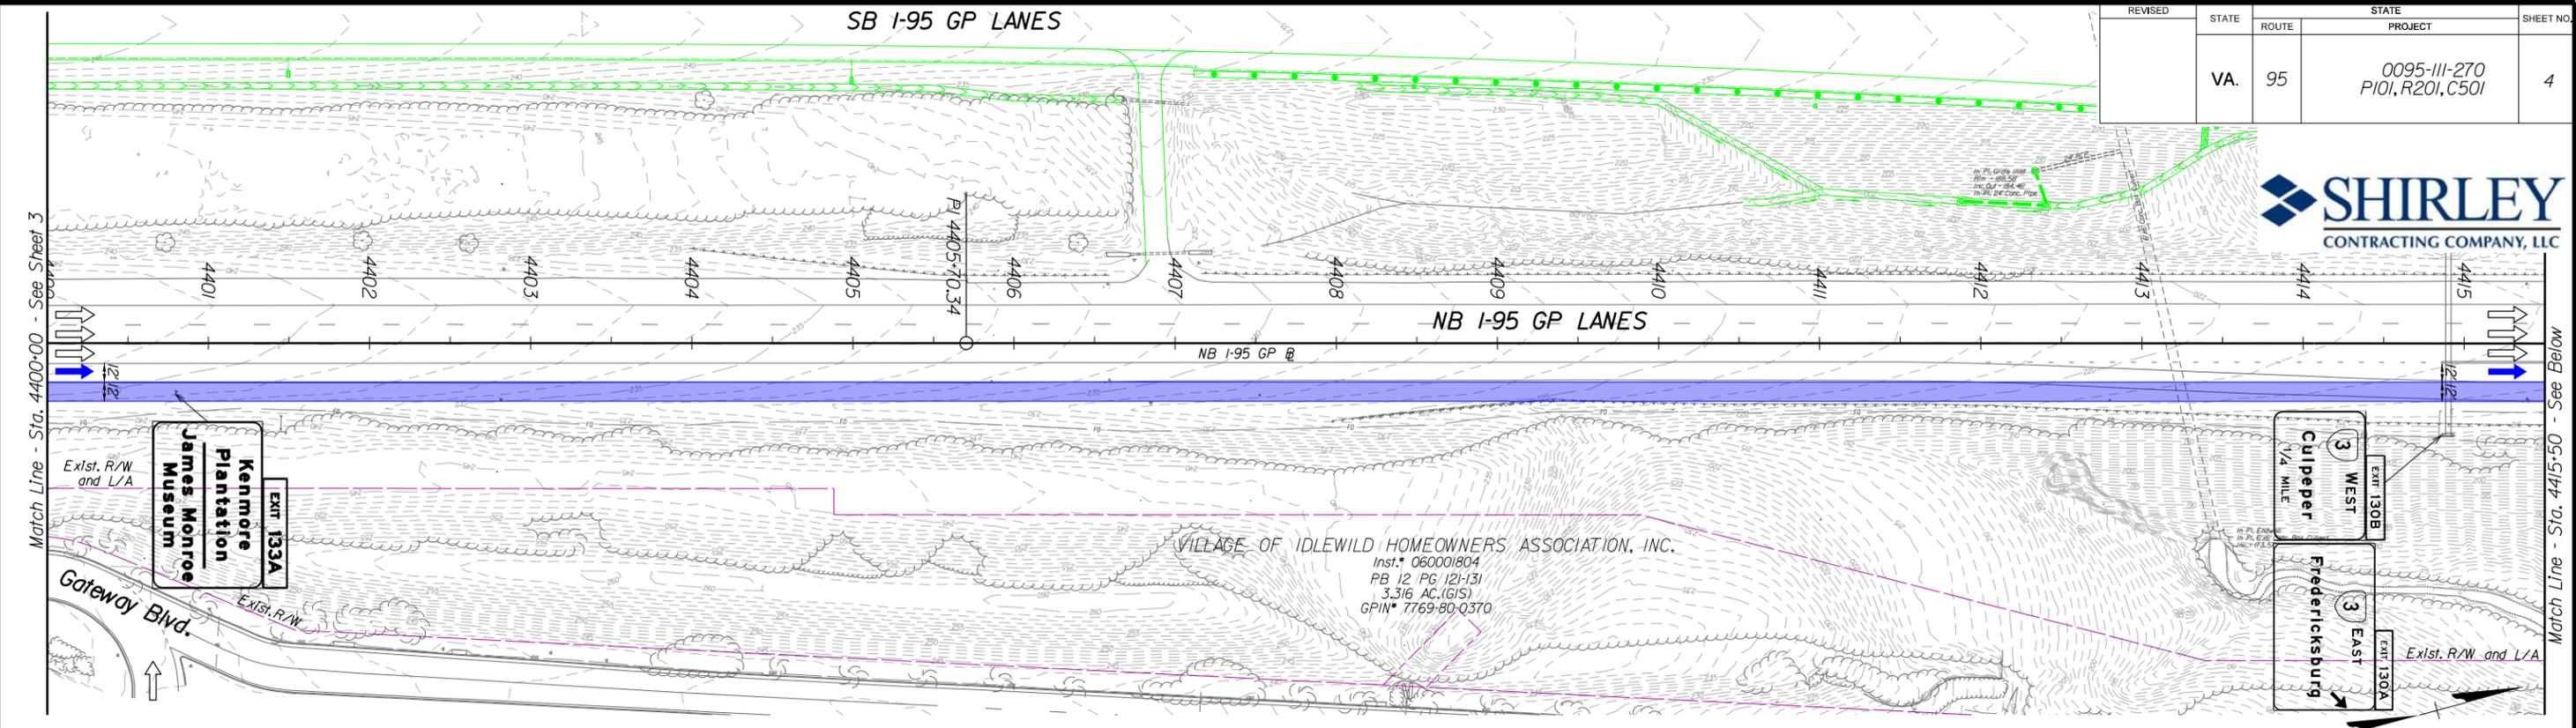 SB I-95 GP LANES
REVISED
STATE
STATE
SHEET NO.
ROUTE
PROJECT
VA.
95
0095-111-270
P101, R201, C501
4
SHIRLEY
CONTRACTING COMPANY, LLC
Match Line - Sta. 4400+00 - See Sheet 3
4401
4402
4403
4404
4405
PI 4405+70.34
4406
4407
4408
4409
4410
4411
4412
4413
4414
4415
NB I-95 GP LANES
NB I-95 GP BL
12' 12'
12' 12'
Match Line - Sta. 4415+50 - See Below
Exist. R/W
and L/A
EXIT 133A
Kenmore
Plantation
James Monroe
Museum
Gateway Blvd.
Exist. R/W
VILLAGE OF IDLEWILD HOMEOWNERS ASSOCIATION, INC.
Inst.# 060001804
PB 12 PG 121-131
3.316 AC.(GIS)
GPIN# 7769-80-0370
EXIT 130B
3 WEST
Culpeper
1/4 MILE
EXIT 130A
3 EAST
Fredericksburg
Exist. R/W and L/A